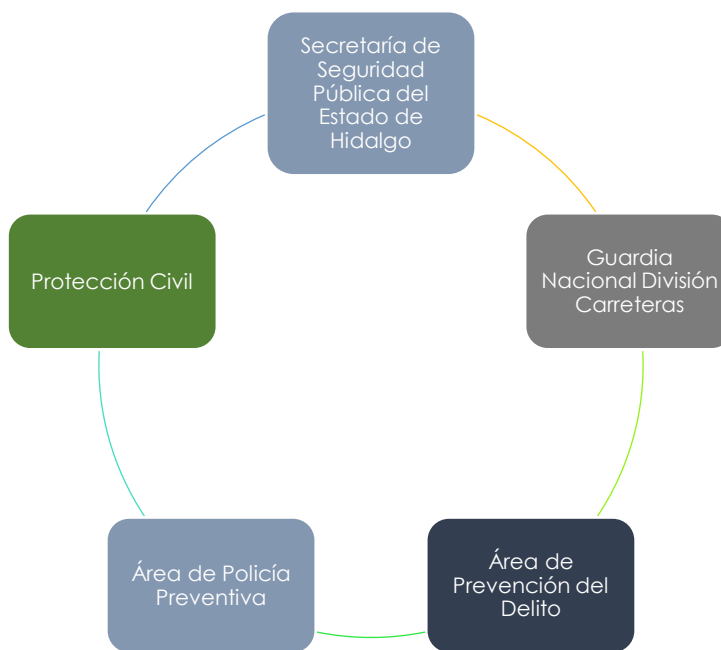 Secretaría de
Seguridad
Pública del
Estado de
Hidalgo
Guardia
Nacional División
Carreteras
Área de
Prevención del
Delito
Área de Policía
Preventiva
Protección Civil